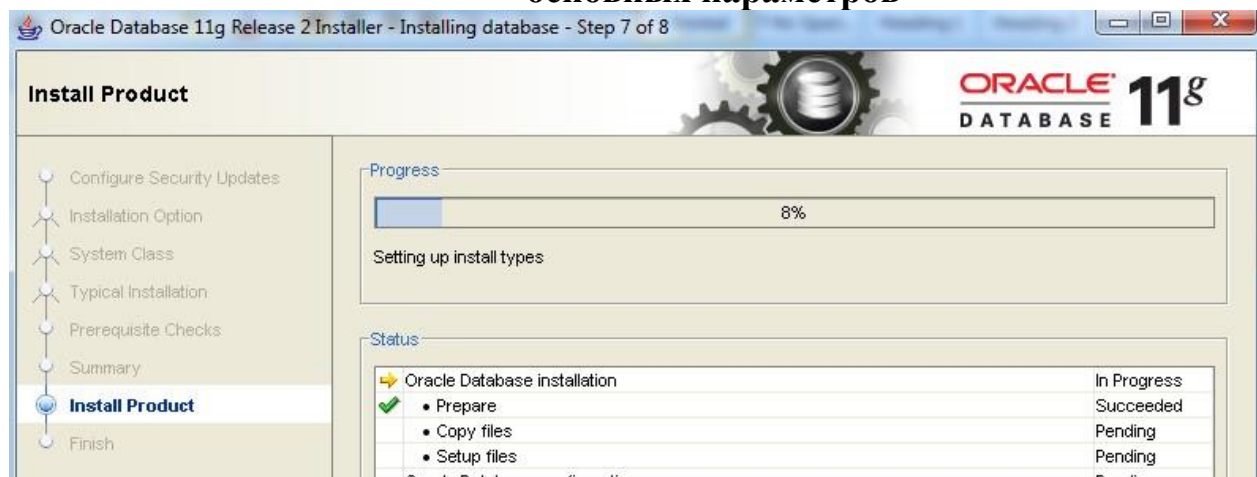 основных параметров
Oracle Database 11g Release 2 Installer - Installing database - Step 7 of 8
Install Product
ORACLE 11g
DATABASE
Configure Security Updates
Installation Option
System Class
Typical Installation
Prerequisite Checks
Summary
Install Product
Finish
Progress
8%
Setting up install types
Status
Oracle Database installation In Progress
• Prepare Succeeded
• Copy files Pending
• Setup files Pending